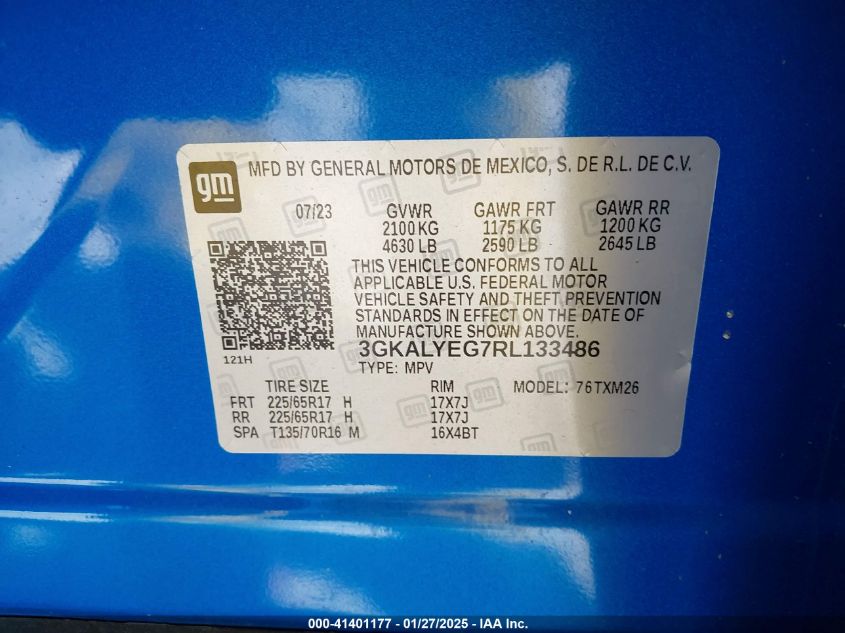 gm
MFD BY GENERAL MOTORS DE MEXICO, S. DE R.L. DE C.V.
07/23 GVWR GAWR FRT GAWR RR
2100 KG 1175 KG 1200 KG
4630 LB 2590 LB 2645 LB
THIS VEHICLE CONFORMS TO ALL
APPLICABLE U.S. FEDERAL MOTOR
VEHICLE SAFETY AND THEFT PREVENTION
STANDARDS IN EFFECT ON THE DATE OF
MANUFACTURE SHOWN ABOVE.
121H
3GKALYEG7RL133486
TYPE: MPV
TIRE SIZE RIM MODEL: 76TXM26
FRT 225/65R17 H 17X7J
RR 225/65R17 H 17X7J
SPA T135/70R16 M 16X4BT
000-41401177 - 01/27/2025 - IAA Inc.